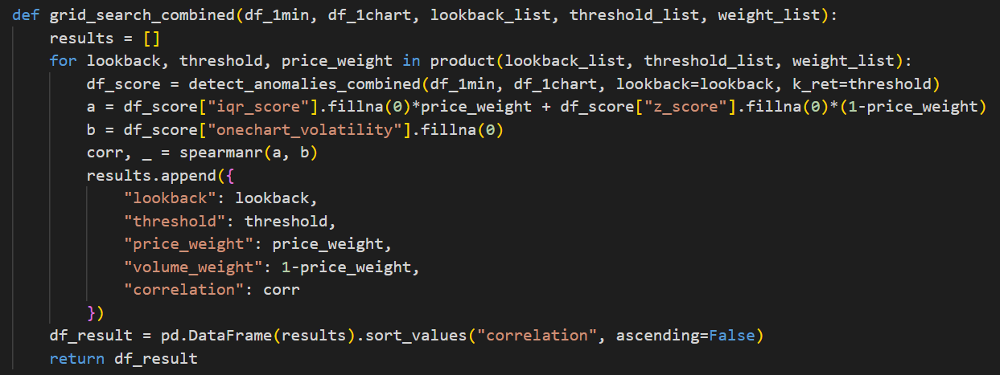 def grid_search_combined(df_1min, df_1chart, lookback_list, threshold_list, weight_list):
    results = []
    for lookback, threshold, price_weight in product(lookback_list, threshold_list, weight_list):
        df_score = detect_anomalies_combined(df_1min, df_1chart, lookback=lookback, k_ret=threshold)
        a = df_score["iqr_score"].fillna(0)*price_weight + df_score["z_score"].fillna(0)*(1-price_weight)
        b = df_score["onechart_volatility"].fillna(0)
        corr, _ = spearmanr(a, b)
        results.append({
            "lookback": lookback,
            "threshold": threshold,
            "price_weight": price_weight,
            "volume_weight": 1-price_weight,
            "correlation": corr
        })
    df_result = pd.DataFrame(results).sort_values("correlation", ascending=False)
    return df_result